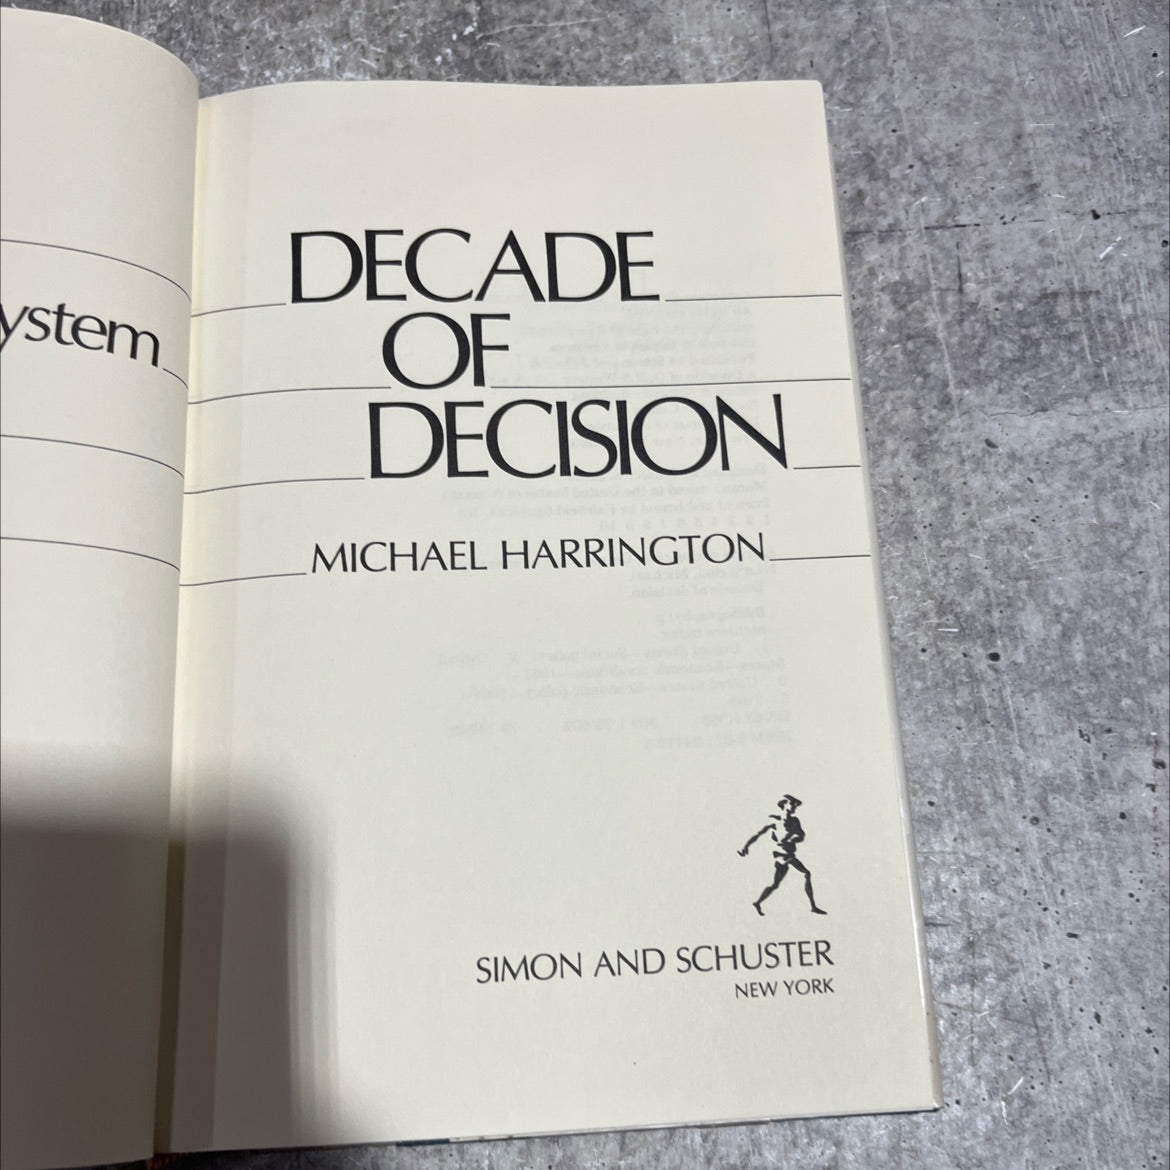 ystem
DECADE
OF
DECISION
MICHAEL HARRINGTON
SIMON AND SCHUSTER
NEW YORK